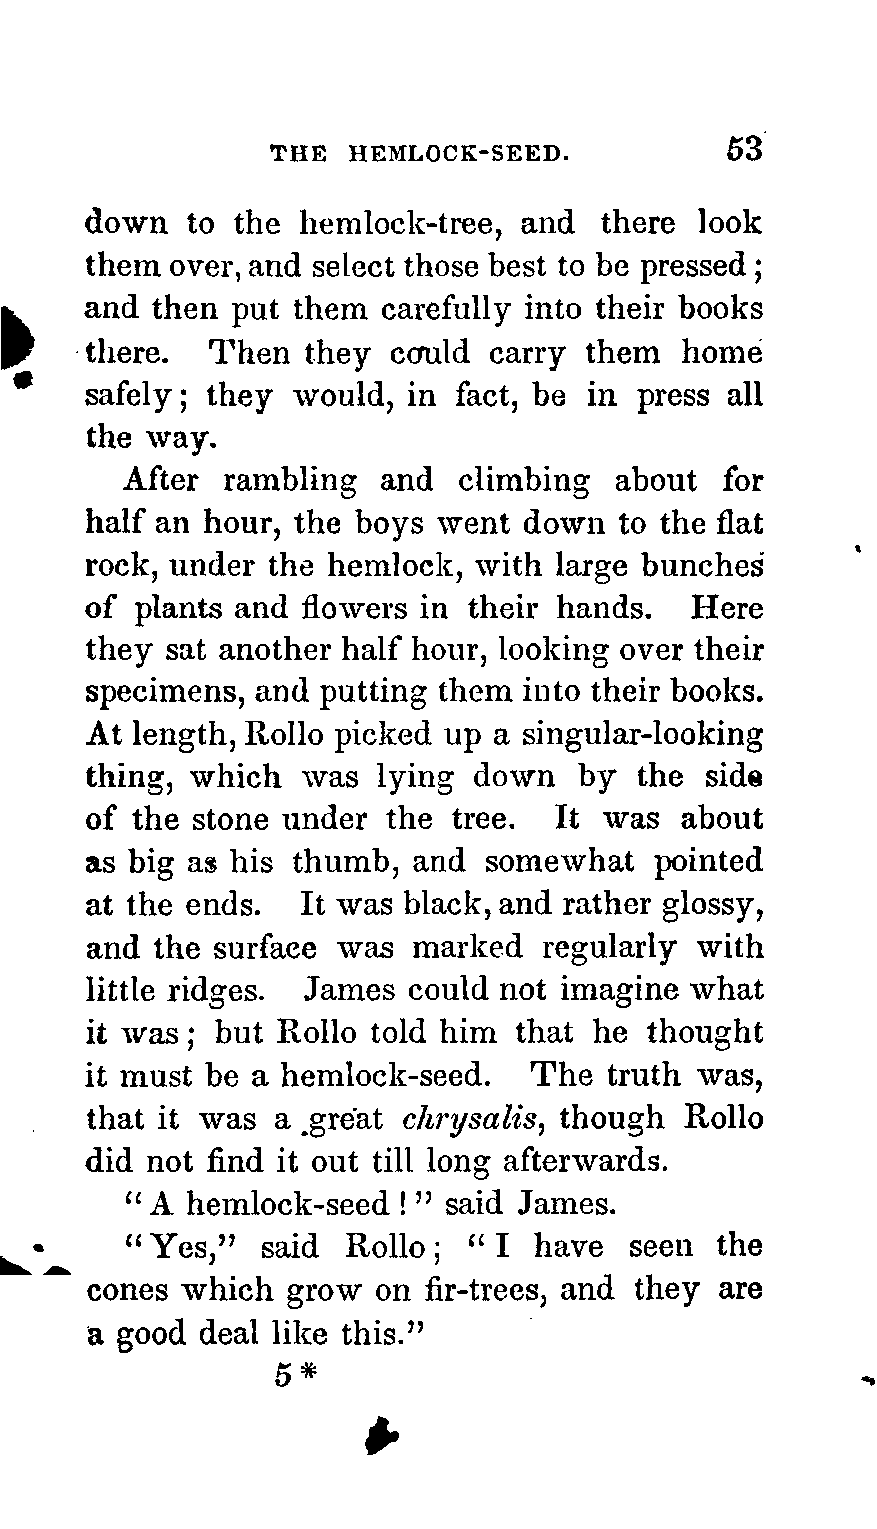 THE HEMLOCK-SEED. 53
down to the hemlock-tree, and there look
them over, and select those best to be pressed;
and then put them carefully into their books
there. Then they could carry them home
safely; they would, in fact, be in press all
the way.
After rambling and climbing about for
half an hour, the boys went down to the flat
rock, under the hemlock, with large bunches
of plants and flowers in their hands. Here
they sat another half hour, looking over their
specimens, and putting them into their books.
At length, Rollo picked up a singular-looking
thing, which was lying down by the side
of the stone under the tree. It was about
as big as his thumb, and somewhat pointed
at the ends. It was black, and rather glossy,
and the surface was marked regularly with
little ridges. James could not imagine what
it was; but Rollo told him that he thought
it must be a hemlock-seed. The truth was,
that it was a great chrysalis, though Rollo
did not find it out till long afterwards.
"A hemlock-seed!" said James.
"Yes," said Rollo; "I have seen the
cones which grow on fir-trees, and they are
a good deal like this."
5*